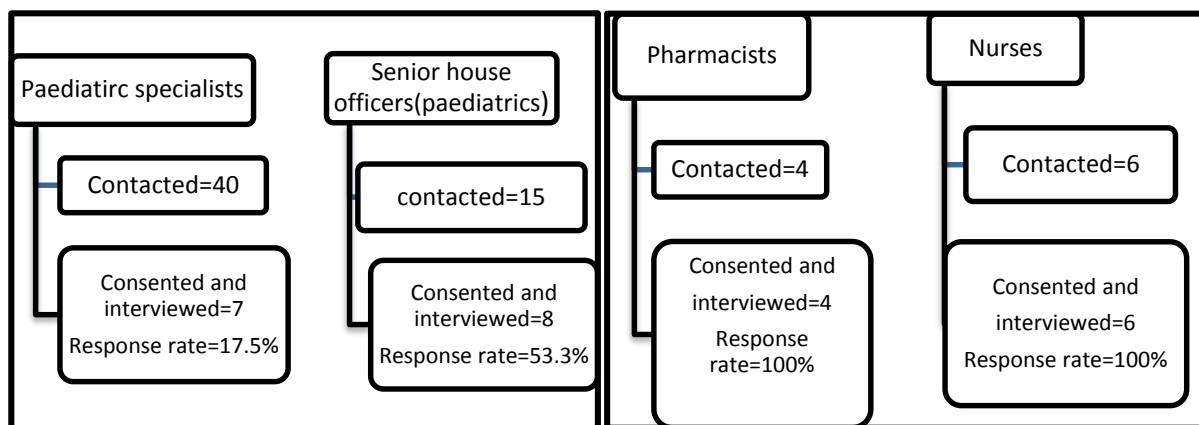 Paediatirc specialists
Contacted=40
Consented and
interviewed=7
Response rate=17.5%
Senior house
officers(paediatrics)
contacted=15
Consented and
interviewed=8
Response rate=53.3%
Pharmacists
Contacted=4
Consented and
interviewed=4
Response
rate=100%
Nurses
Contacted=6
Consented and
interviewed=6
Response rate=100%